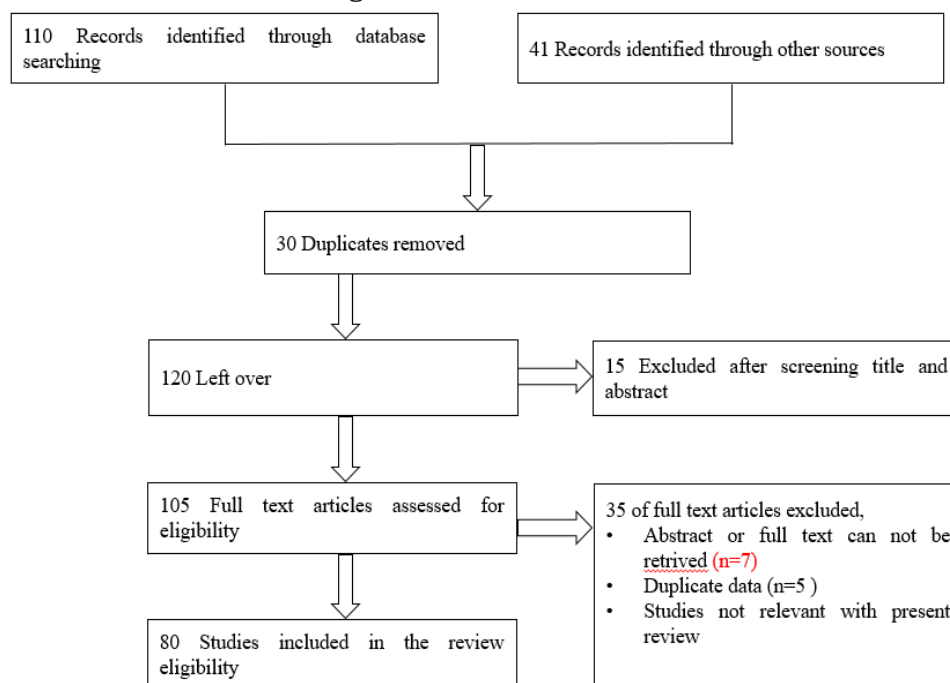 110 Records identified through database
searching
41 Records identified through other sources
30 Duplicates removed
120 Left over
15 Excluded after screening title and
abstract
105 Full text articles assessed for
eligibility
35 of full text articles excluded,
• Abstract or full text can not be
retrived (n=7)
• Duplicate data (n=5 )
• Studies not relevant with present
review
80 Studies included in the review
eligibility